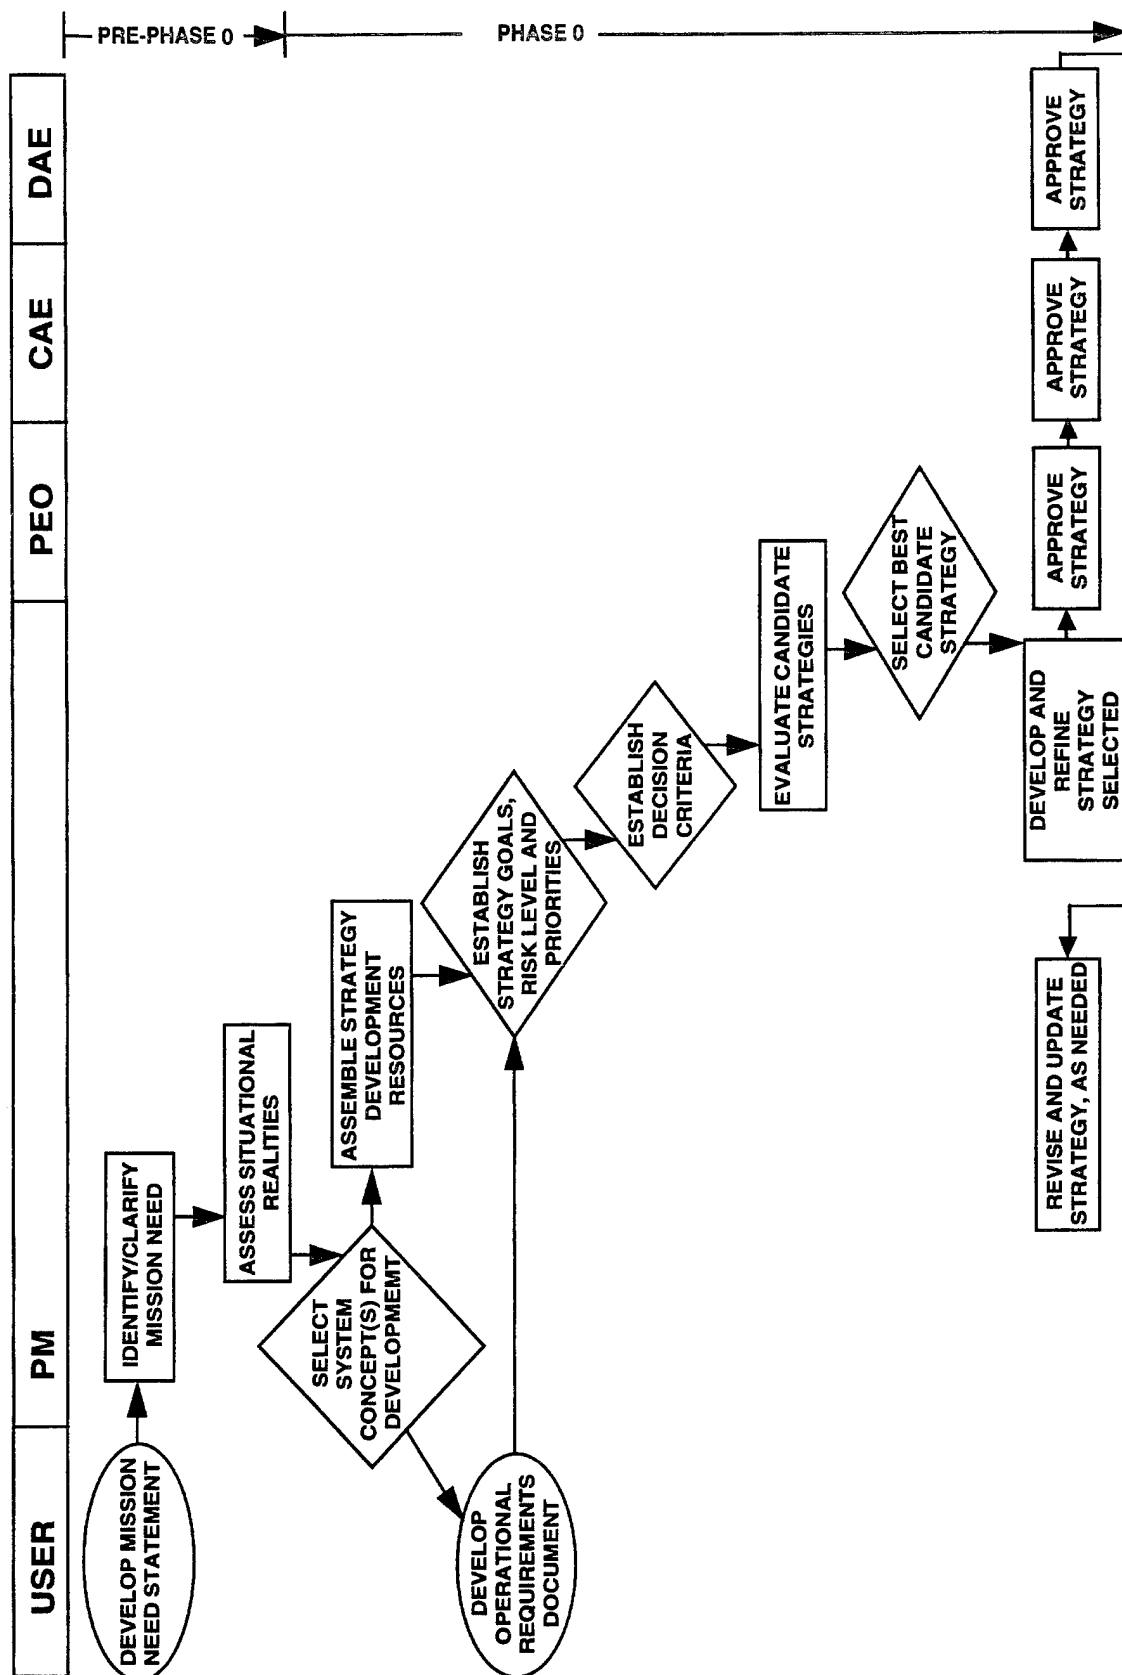 USER
PM
PEO
CAE
DAE
PRE-PHASE 0
PHASE 0
DEVELOP MISSION
NEED STATEMENT
IDENTIFY/CLARIFY
MISSION NEED
ASSESS SITUATIONAL
REALITIES
SELECT
SYSTEM
CONCEPT(S) FOR
DEVELOPMEMT
ASSEMBLE STRATEGY
DEVELOPMENT
RESOURCES
DEVELOP
OPERATIONAL
REQUIREMENTS
DOCUMENT
ESTABLISH
STRATEGY GOALS,
RISK LEVEL AND
PRIORITIES
ESTABLISH
DECISION
CRITERIA
EVALUATE CANDIDATE
STRATEGIES
SELECT BEST
CANDIDATE
STRATEGY
DEVELOP AND
REFINE
STRATEGY
SELECTED
APPROVE
STRATEGY
APPROVE
STRATEGY
APPROVE
STRATEGY
REVISE AND UPDATE
STRATEGY, AS NEEDED